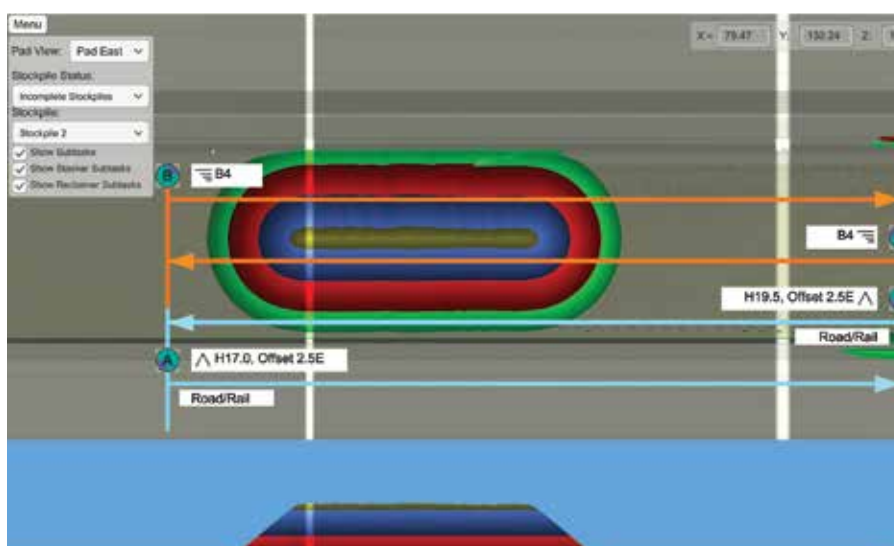 Menu
Pad View: Pad East
Stockpile Status:
Incomplete Stockpiles
Stockpile:
Stockpile 2
Show Subtasks
Show Stacker Subtasks
Show Reclaimer Subtasks
X= 79.47 Y: 150.24 Z:
B
B4
B4
H19.5, Offset 2.5E
Road/Rail
A
H17.0, Offset 2.5E
Road/Rail